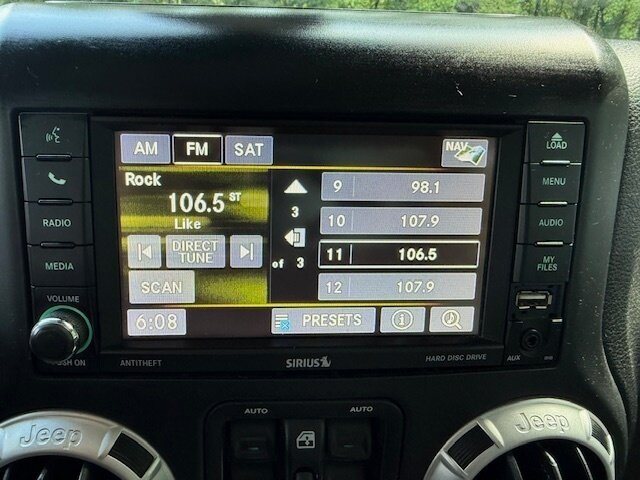 AM FM SAT NAV
LOAD
Rock
106.5 ST
Like
9 98.1
10 107.9
11 106.5
12 107.9
3
of 3
DIRECT
TUNE
SCAN
6:08 PRESETS
RADIO
MEDIA
VOLUME
PUSH ON
MENU
AUDIO
MY
FILES
AUX
ANTITHEFT SIRIUS HARD DISC DRIVE
AUTO AUTO
Jeep Jeep